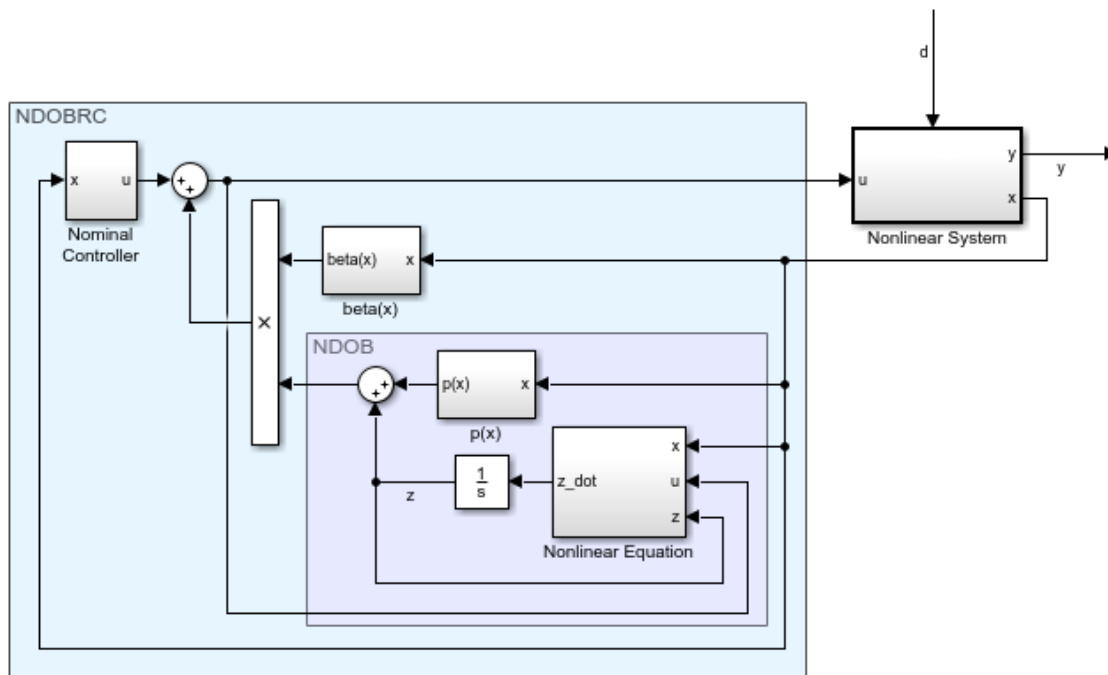 d
NDOBRC
x
u
Nominal
Controller
+
+
u
y
x
y
Nonlinear System
beta(x)
x
beta(x)
×
NDOB
+
+
p(x)
x
p(x)
z
1
s
z_dot
x
u
z
Nonlinear Equation